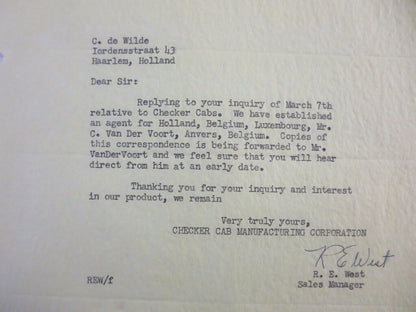 C. de Wilde
Iordensstraat 43
Haarlem, Holland
Dear Sir:
Replying to your inquiry of March 7th
relative to Checker Cabs. We have established
an agent for Holland, Belgium, Luxembourg, Mr.
C. Van Der Voort, Anvers, Belgium. Copies of
this correspondence is being forwarded to Mr.
VanDerVoort and we feel sure that you will hear
direct from him at an early date.
Thanking you for your inquiry and interest
in our product, we remain
Very truly yours,
CHECKER CAB MANUFACTURING CORPORATION
R E West
R. E. West
Sales Manager
REW/f